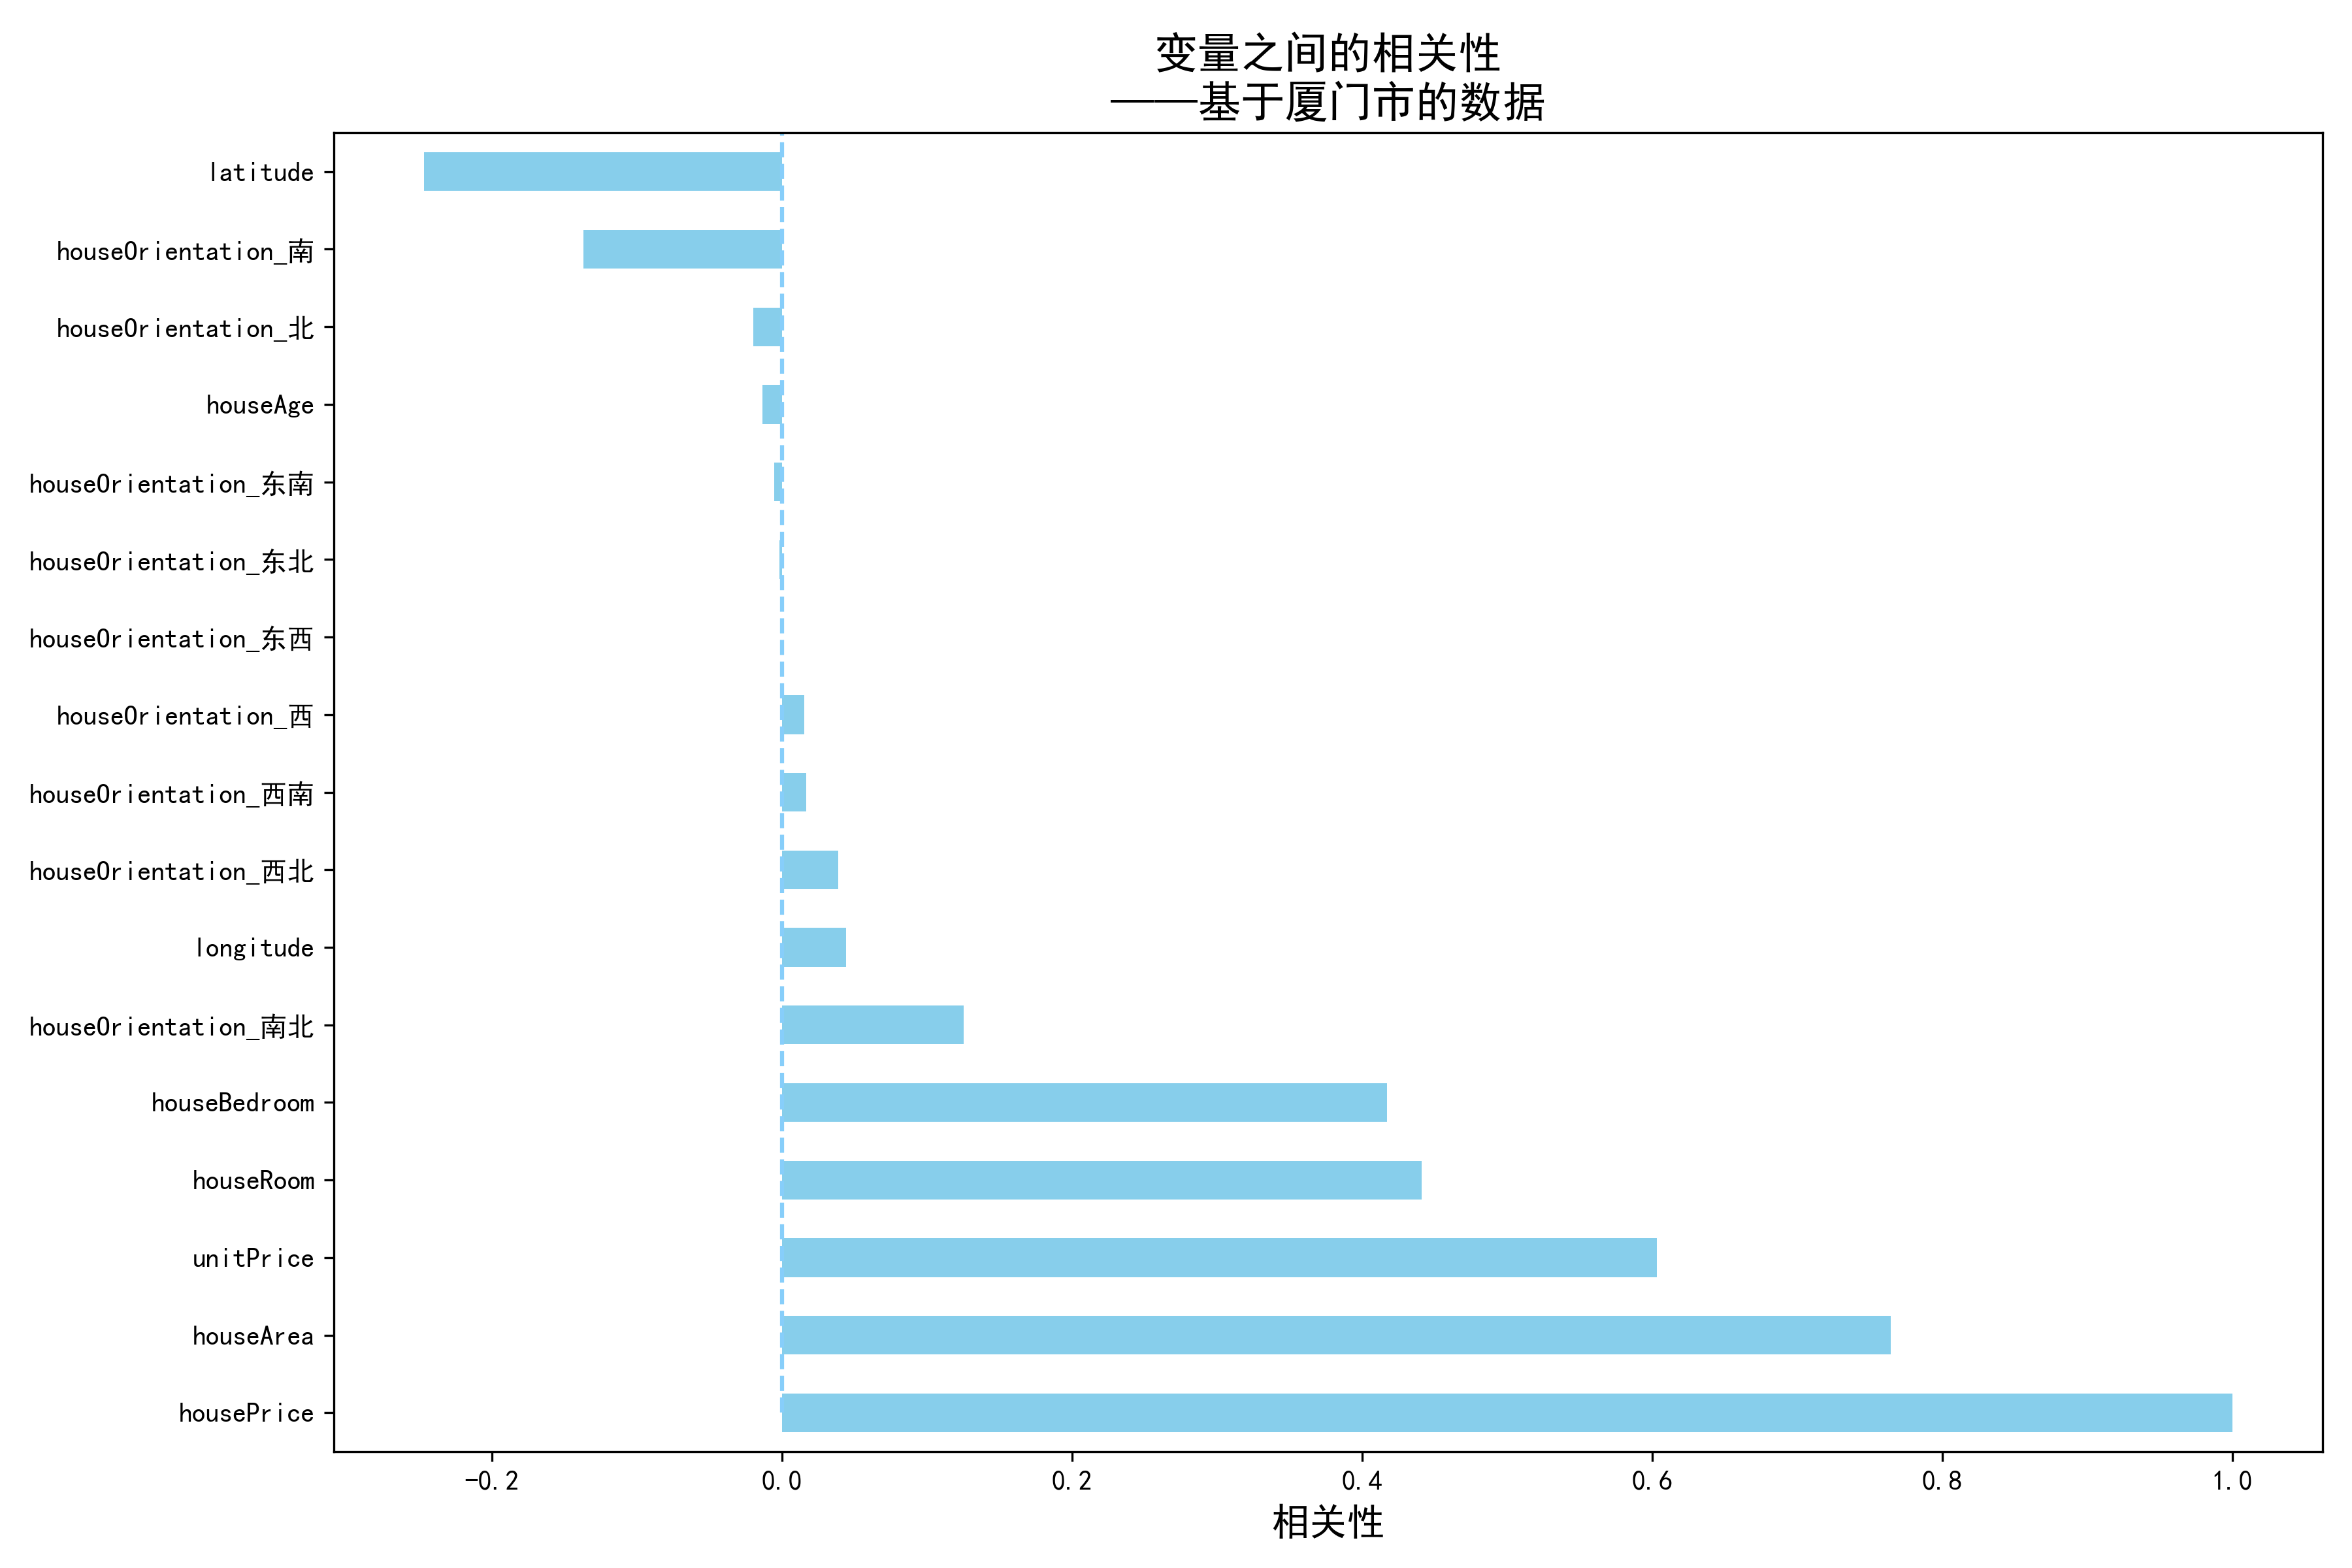 变量之间的相关性
——基于厦门市的数据
latitude
houseOrientation_南
houseOrientation_北
houseAge
houseOrientation_东南
houseOrientation_东北
houseOrientation_东西
houseOrientation_西
houseOrientation_西南
houseOrientation_西北
longitude
houseOrientation_南北
houseBedroom
houseRoom
unitPrice
houseArea
housePrice
-0.2 0.0 0.2 0.4 0.6 0.8 1.0
相关性